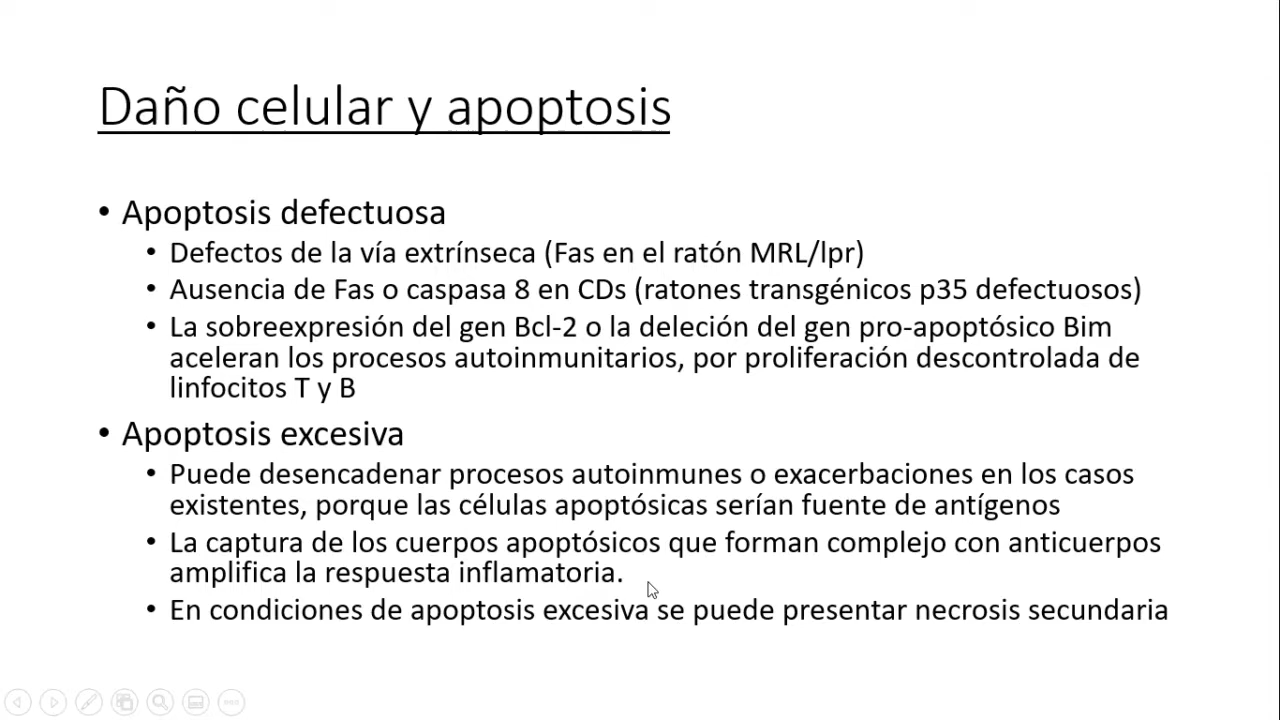 Daño celular y apoptosis
• Apoptosis defectuosa
• Defectos de la vía extrínseca (Fas en el ratón MRL/lpr)
• Ausencia de Fas o caspasa 8 en CDs (ratones transgénicos p35 defectuosos)
• La sobreexpresión del gen Bcl-2 o la deleción del gen pro-apoptósico Bim
aceleran los procesos autoinmunitarios, por proliferación descontrolada de
linfocitos T y B
• Apoptosis excesiva
• Puede desencadenar procesos autoinmunes o exacerbaciones en los casos
existentes, porque las células apoptósicas serían fuente de antígenos
• La captura de los cuerpos apoptósicos que forman complejo con anticuerpos
amplifica la respuesta inflamatoria.
• En condiciones de apoptosis excesiva se puede presentar necrosis secundaria